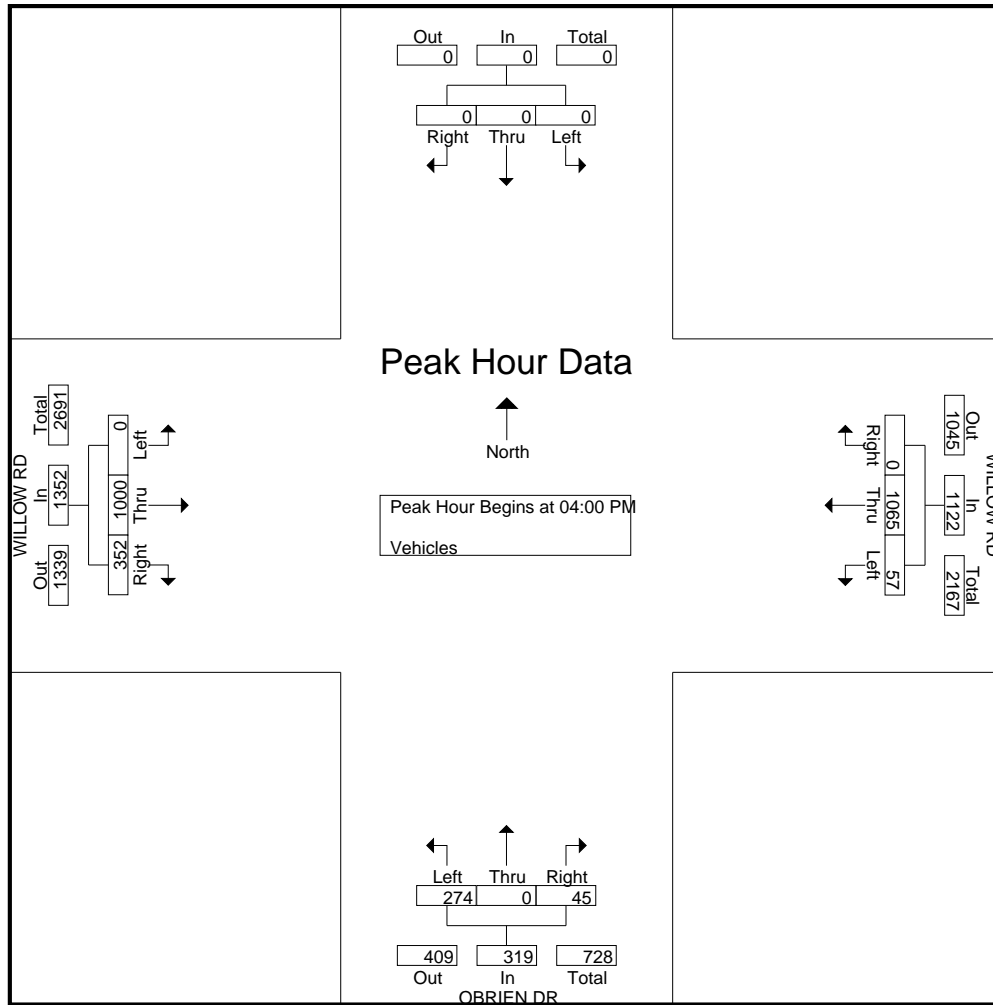 Out In Total
0 0 0
0 0 0
Right Thru Left
Peak Hour Data
North
Peak Hour Begins at 04:00 PM
Vehicles
WILLOW RD
Total In Out
2691 1352 1339
0 1000 352
Left Thru Right
Right Thru Left
0 1065 57
Out In Total
1045 1122 2167
WILLOW RD
Left Thru Right
274 0 45
409 319 728
Out In Total
OBRIEN DR